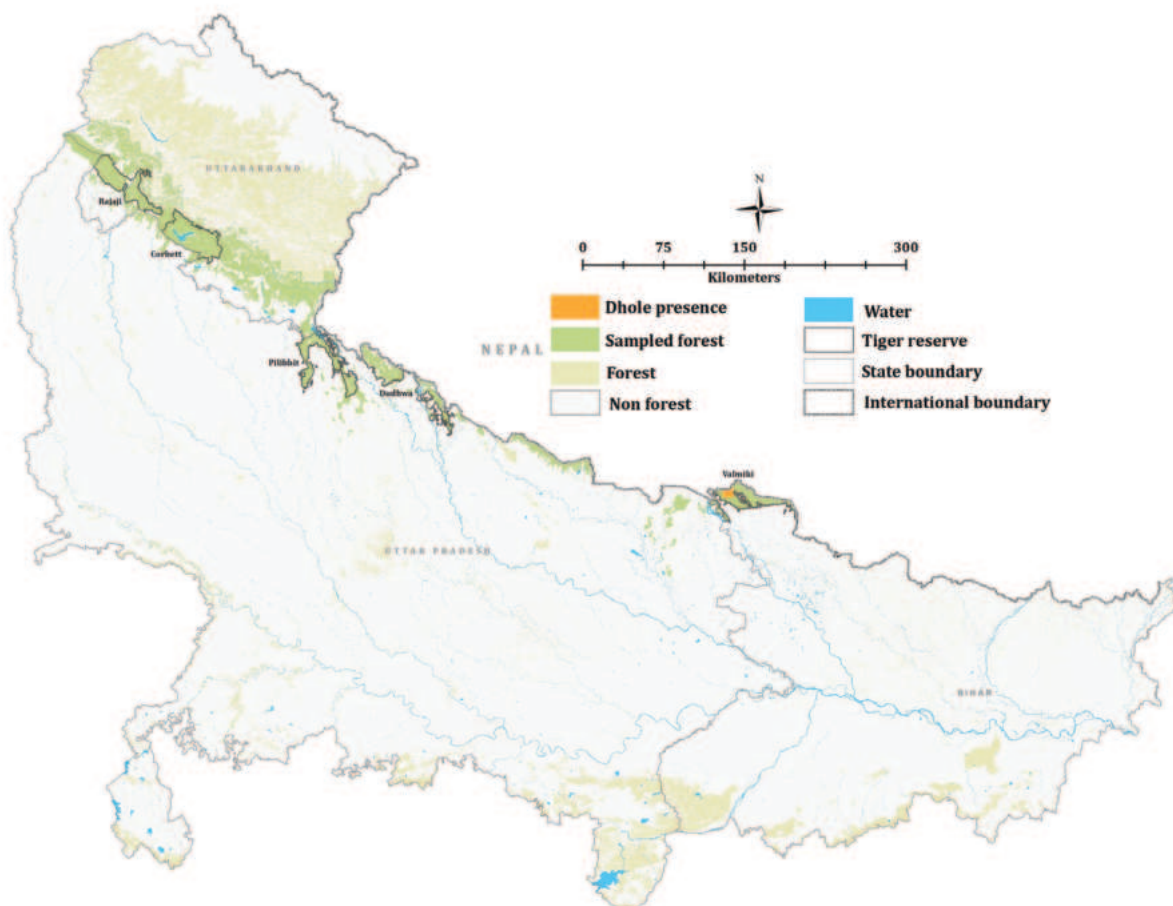 UTTARAKHAND
N
Rajaji
0 75 150 300
Corbett
Kilometers
Dhole presence
Water
NEPAL
Sampled forest
Tiger reserve
Pilibhit
Forest
State boundary
Dudhwa
Non forest
International boundary
Valmiki
UTTAR PRADESH
BIHAR